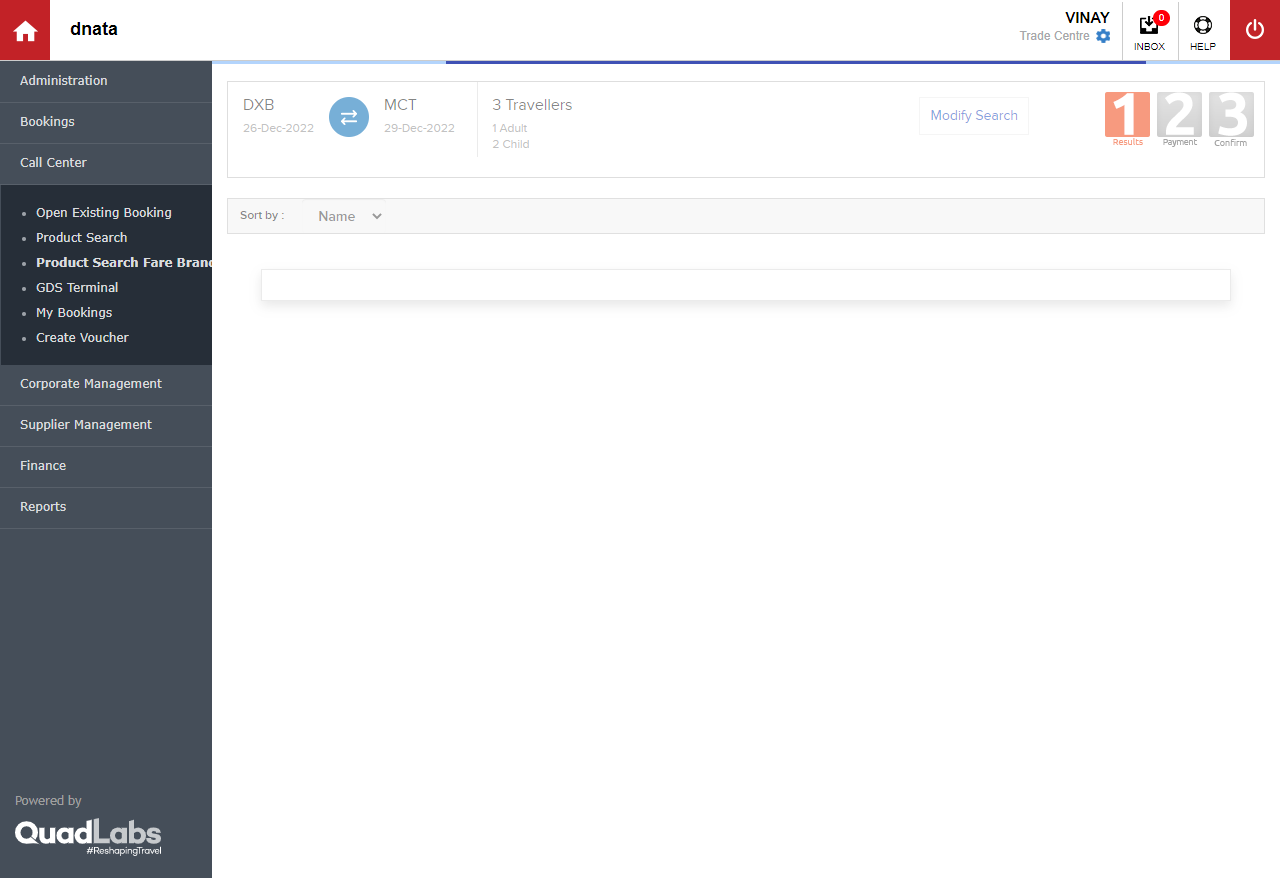 dnata
VINAY
Trade Centre
0
INBOX
HELP
Administration
Bookings
Call Center
Open Existing Booking
Product Search
Product Search Fare Brand
GDS Terminal
My Bookings
Create Voucher
Corporate Management
Supplier Management
Finance
Reports
Powered by
QuadLabs
#ReshapingTravel
DXB
26-Dec-2022
MCT
29-Dec-2022
3 Travellers
1 Adult
2 Child
Modify Search
1 2 3
Results Payment Confirm
Sort by : Name